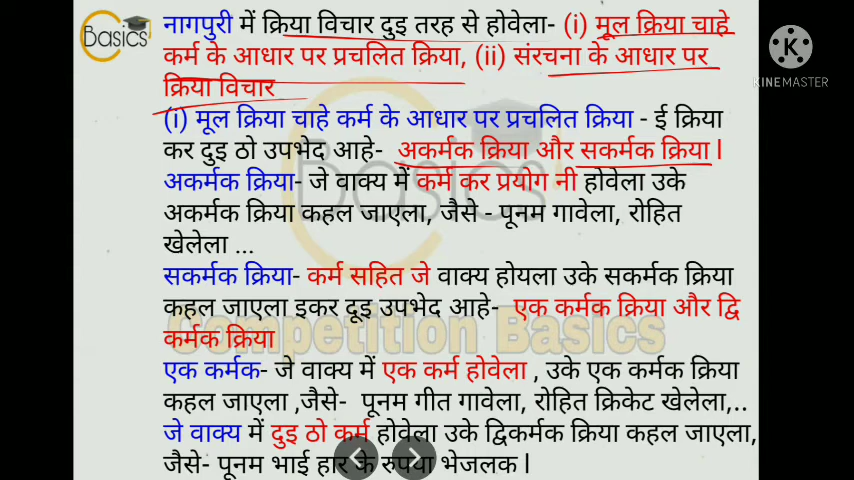 Basics
नागपुरी में क्रिया विचार दुइ तरह से होवेला- (i) मूल क्रिया चाहे
कर्म के आधार पर प्रचलित क्रिया, (ii) संरचना के आधार पर
क्रिया विचार
K
KINEMASTER
(i) मूल क्रिया चाहे कर्म के आधार पर प्रचलित क्रिया - ई क्रिया
कर दुइ ठो उपभेद आहे- अकर्मक क्रिया और सकर्मक क्रिया |
अकर्मक क्रिया- जे वाक्य में कर्म कर प्रयोग नी होवेला उके
अकर्मक क्रिया कहल जाएला, जैसे - पूनम गावेला, रोहित
खेलेला ...
सकर्मक क्रिया- कर्म सहित जे वाक्य होयला उके सकर्मक क्रिया
कहल जाएला इकर दूइ उपभेद आहे- एक कर्मक क्रिया और द्वि
कर्मक क्रिया
Competition Basics
एक कर्मक- जे वाक्य में एक कर्म होवेला , उके एक कर्मक क्रिया
कहल जाएला ,जैसे- पूनम गीत गावेला, रोहित क्रिकेट खेलेला,..
जे वाक्य में दुइ ठो कर्म होवेला उके द्विकर्मक क्रिया कहल जाएला,
जैसे- पूनम भाई हार के रुपया भेजलक |